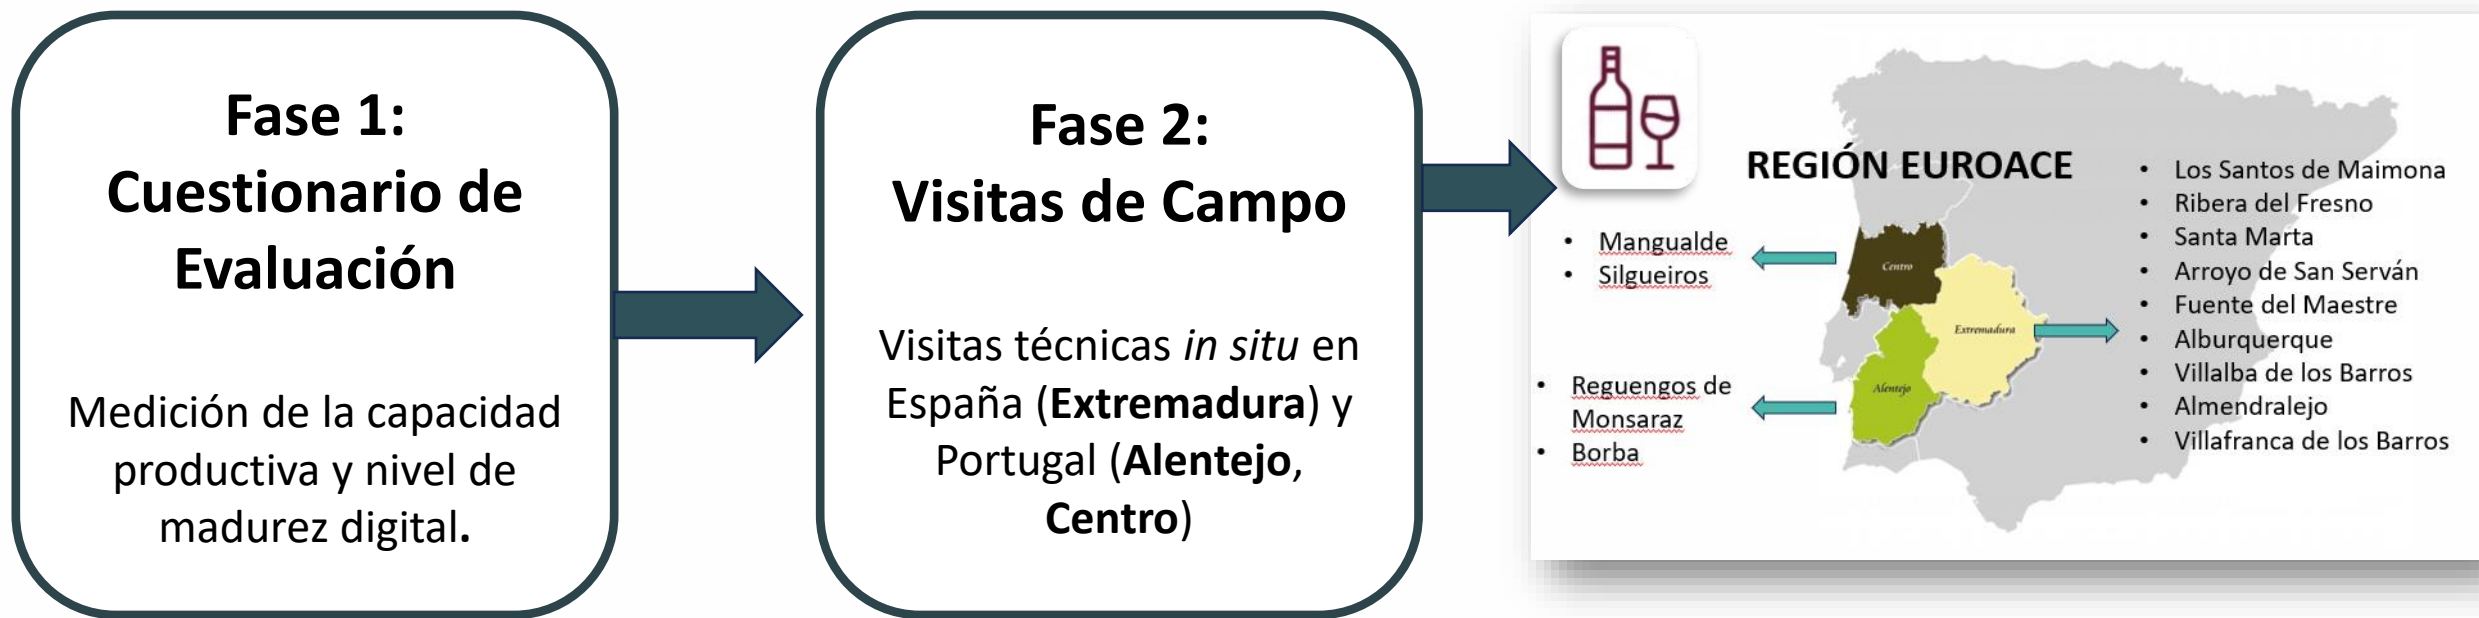 Fase 1:
Cuestionario de
Evaluación
Medición de la capacidad
productiva y nivel de
madurez digital.
Fase 2:
Visitas de Campo
Visitas técnicas in situ en
España (Extremadura) y
Portugal (Alentejo,
Centro)
REGIÓN EUROACE
• Mangualde
• Silgueiros
• Reguengos de
Monsaraz
• Borba
Centro
Extremadura
Alentejo
• Los Santos de Maimona
• Ribera del Fresno
• Santa Marta
• Arroyo de San Serván
• Fuente del Maestre
• Alburquerque
• Villalba de los Barros
• Almendralejo
• Villafranca de los Barros